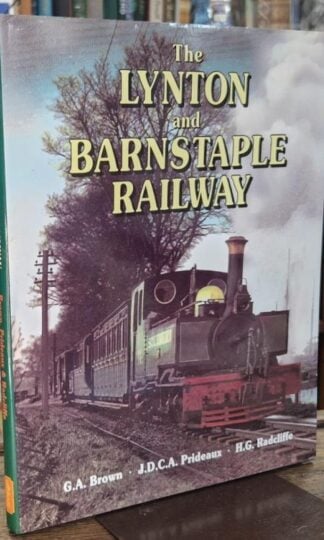 The
LYNTON
and
BARNSTAPLE
RAILWAY
G.A. Brown · J.D.C.A. Prideaux · H.G. Radcliffe